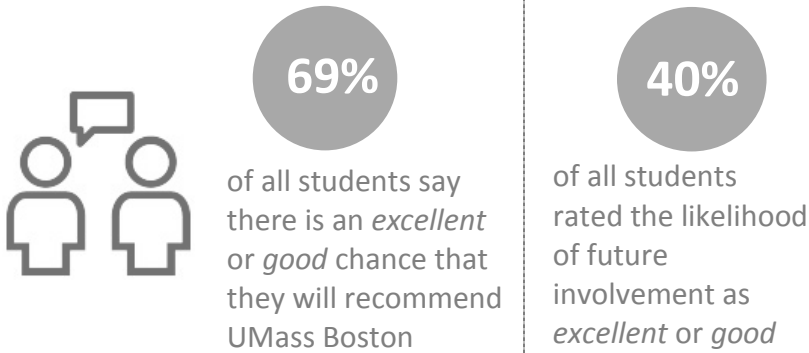 69%
of all students say
there is an excellent
or good chance that
they will recommend
UMass Boston
40%
of all students
rated the likelihood
of future
involvement as
excellent or good